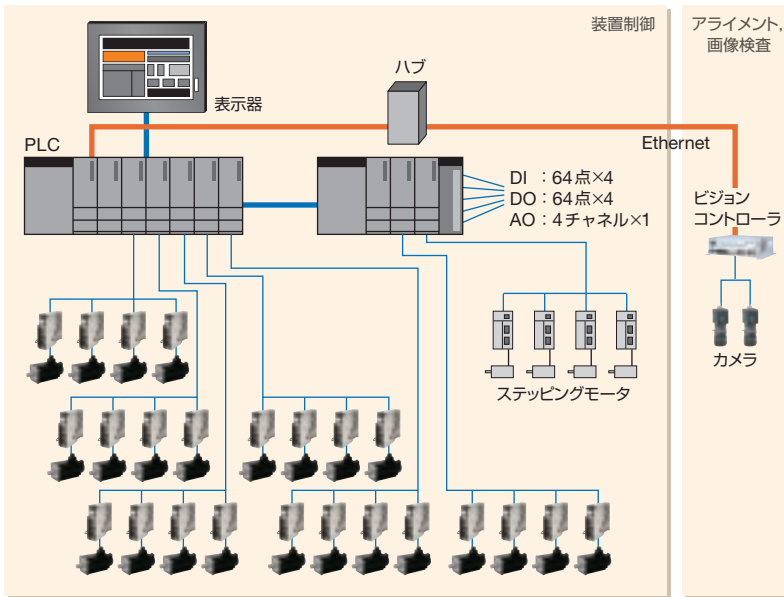 装置制御
アライメント,
画像検査
表示器
ハブ
PLC
Ethernet
DI ：64点×4
DO：64点×4
AO：4チャネル×1
ビジョン
コントローラ
カメラ
ステッピングモータ